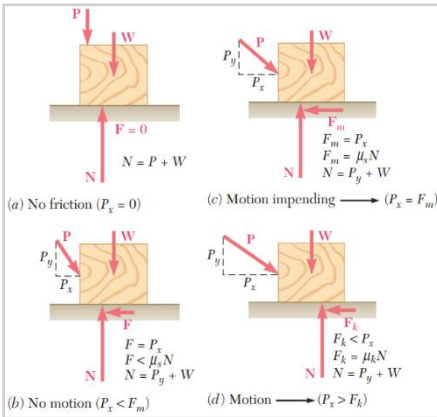 P
W
F = 0
N = P + W
N
(a) No friction (Px = 0)
Py
P
W
Px
Fm
Fm = Px
Fm = μsN
N = Py + W
N
(c) Motion impending ⟶ (Px = Fm)
Py
P
W
Px
F
F = Px
F < μsN
N = Py + W
N
(b) No motion (Px < Fm)
Py
P
W
Px
Fk
Fk < Px
Fk = μkN
N = Py + W
N
(d) Motion ⟶ (Px > Fk)